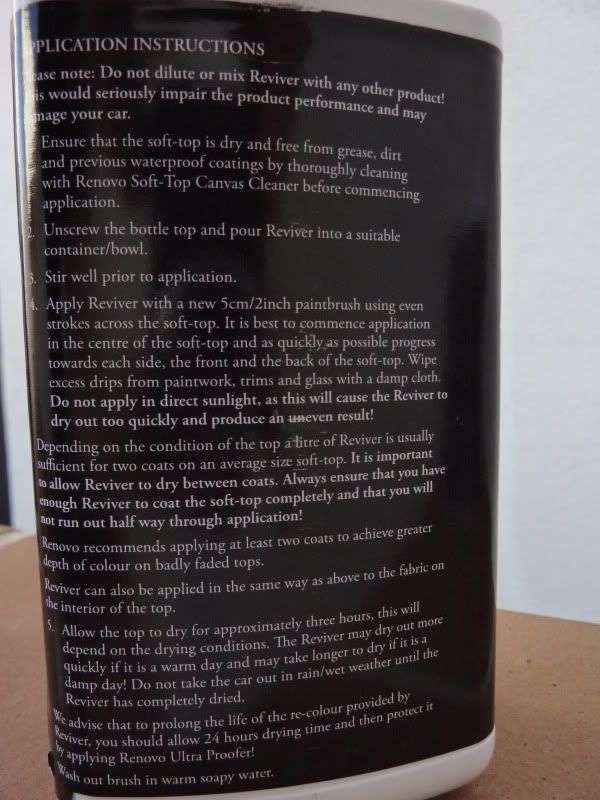 PPLICATION INSTRUCTIONS
ease note: Do not dilute or mix Reviver with any other product!
is would seriously impair the product performance and may
amage your car.
Ensure that the soft-top is dry and free from grease, dirt
and previous waterproof coatings by thoroughly cleaning
with Renovo Soft-Top Canvas Cleaner before commencing
application.
2. Unscrew the bottle top and pour Reviver into a suitable
container/bowl.
3. Stir well prior to application.
4. Apply Reviver with a new 5cm/2inch paintbrush using even
strokes across the soft-top. It is best to commence application
in the centre of the soft-top and as quickly as possible progress
towards each side, the front and the back of the soft-top. Wipe
excess drips from paintwork, trims and glass with a damp cloth.
Do not apply in direct sunlight, as this will cause the Reviver to
dry out too quickly and produce an uneven result!
Depending on the condition of the top a litre of Reviver is usually
sufficient for two coats on an average size soft-top. It is important
to allow Reviver to dry between coats. Always ensure that you have
enough Reviver to coat the soft-top completely and that you will
not run out half way through application!
Renovo recommends applying at least two coats to achieve greater
depth of colour on badly faded tops.
Reviver can also be applied in the same way as above to the fabric on
the interior of the top.
5. Allow the top to dry for approximately three hours, this will
depend on the drying conditions. The Reviver may dry out more
quickly if it is a warm day and may take longer to dry if it is a
damp day! Do not take the car out in rain/wet weather until the
Reviver has completely dried.
We advise that to prolong the life of the re-colour provided by
Reviver, you should allow 24 hours drying time and then protect it
by applying Renovo Ultra Proofer!
Wash out brush in warm soapy water.